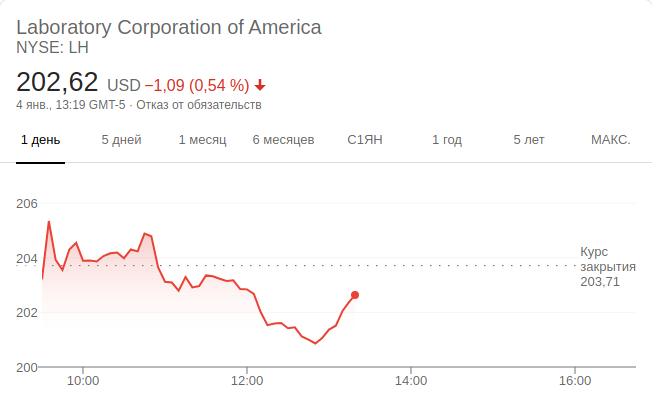 Laboratory Corporation of America
NYSE: LH
202,62 USD −1,09 (0,54 %)
4 янв., 13:19 GMT-5 · Отказ от обязательств
1 день 5 дней 1 месяц 6 месяцев С1ЯН 1 год 5 лет МАКС.
206
204
202
200
Курс
закрытия
203,71
10:00 12:00 14:00 16:00